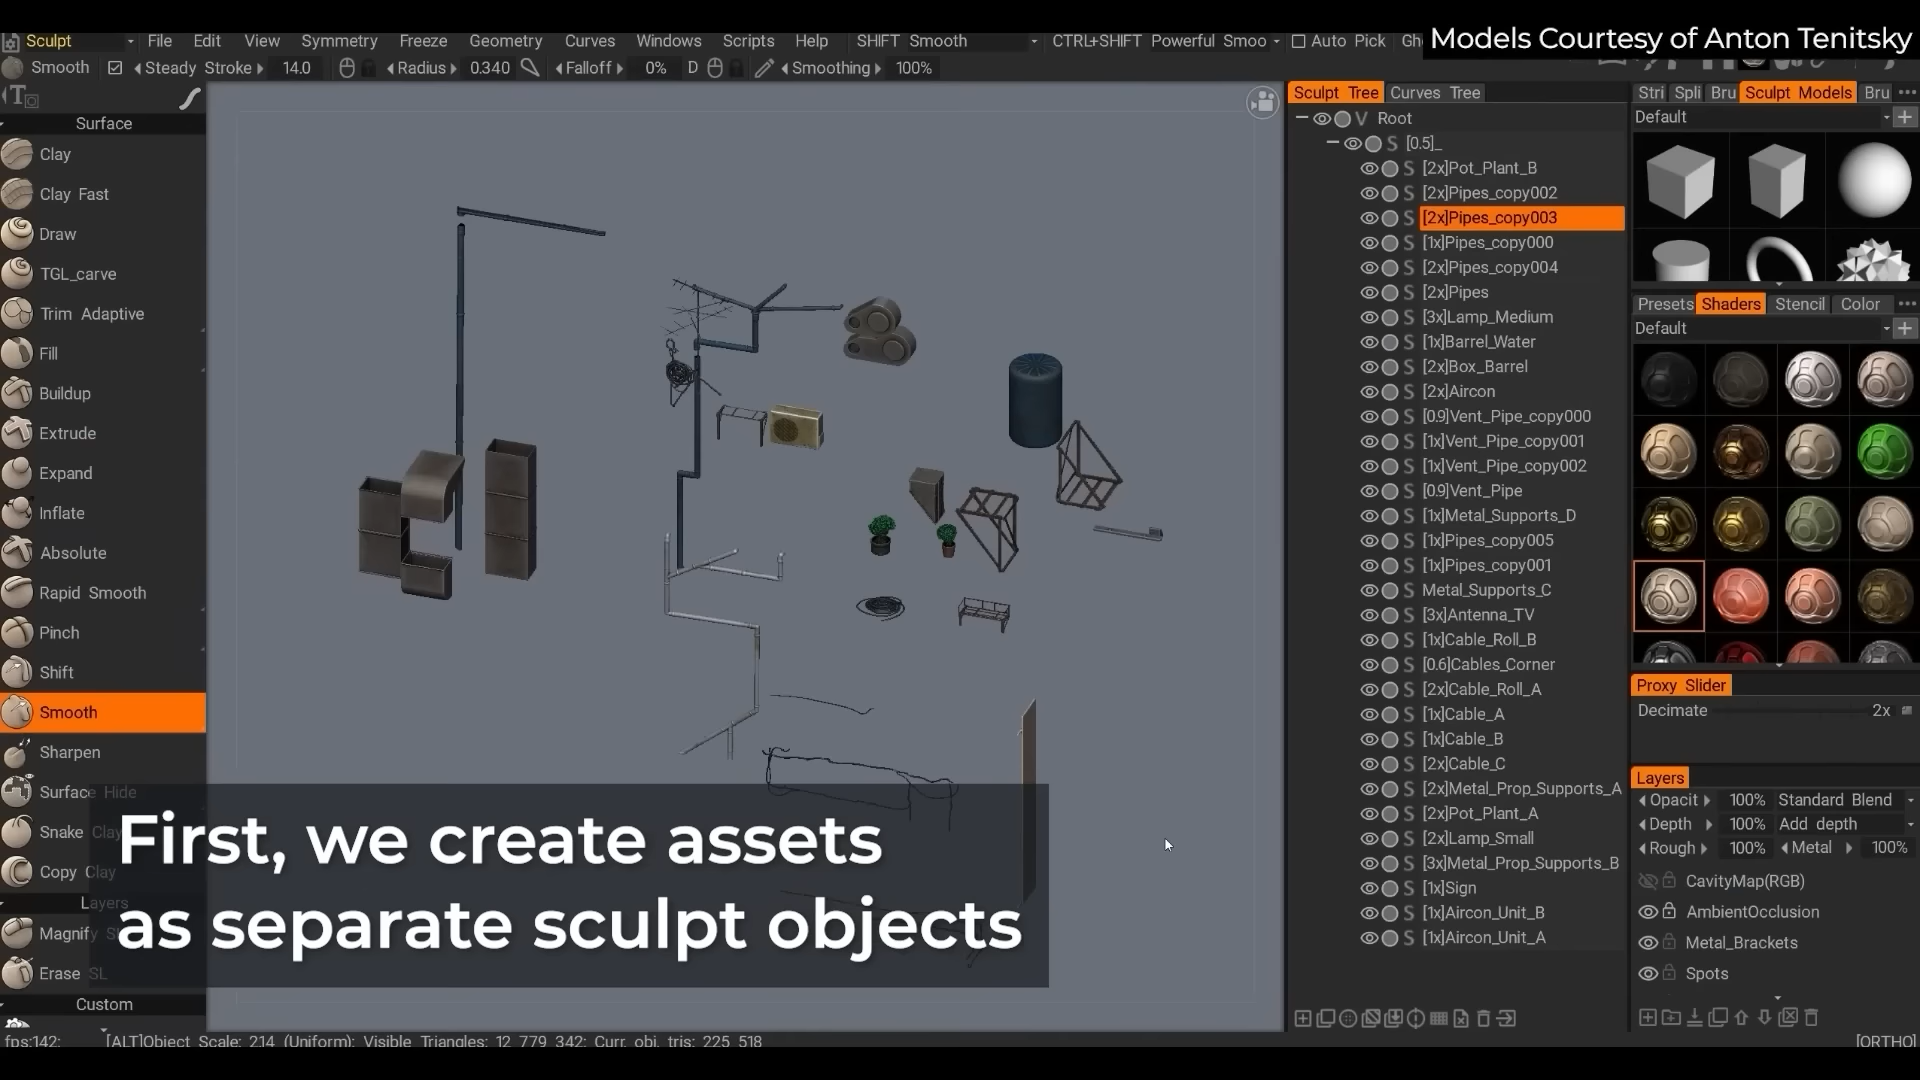 Models Courtesy of Anton Tenitsky
Sculpt File Edit View Symmetry Freeze Geometry Curves Windows Scripts Help SHIFT Smooth CTRL+SHIFT Powerful Smoo Auto Pick
Smooth Steady Stroke 14.0 Radius 0.340 Falloff 0% D Smoothing 100%
Surface
Clay
Clay Fast
Draw
TGL_carve
Trim Adaptive
Fill
Buildup
Extrude
Expand
Inflate
Absolute
Rapid Smooth
Pinch
Shift
Smooth
Sharpen
Surface Hide
Snake Clay
Copy Clay
Layers
Magnify SL
Erase SL
Custom
First, we create assets
as separate sculpt objects
Sculpt Tree Curves Tree
V Root
S [0.5]_
S [2x]Pot_Plant_B
S [2x]Pipes_copy002
S [2x]Pipes_copy003
S [1x]Pipes_copy000
S [2x]Pipes_copy004
S [2x]Pipes
S [3x]Lamp_Medium
S [1x]Barrel_Water
S [2x]Box_Barrel
S [2x]Aircon
S [0.9]Vent_Pipe_copy000
S [1x]Vent_Pipe_copy001
S [1x]Vent_Pipe_copy002
S [0.9]Vent_Pipe
S [1x]Metal_Supports_D
S [1x]Pipes_copy005
S [1x]Pipes_copy001
S Metal_Supports_C
S [3x]Antenna_TV
S [1x]Cable_Roll_B
S [0.6]Cables_Corner
S [2x]Cable_Roll_A
S [1x]Cable_A
S [1x]Cable_B
S [2x]Cable_C
S [2x]Metal_Prop_Supports_A
S [2x]Pot_Plant_A
S [2x]Lamp_Small
S [3x]Metal_Prop_Supports_B
S [1x]Sign
S [1x]Aircon_Unit_B
S [1x]Aircon_Unit_A
Stri Spli Bru Sculpt Models Bru
Default
Presets Shaders Stencil Color
Default
Proxy Slider
Decimate 2x
Layers
Opacit 100% Standard Blend
Depth 100% Add depth
Rough 100% Metal 100%
CavityMap(RGB)
AmbientOcclusion
Metal_Brackets
Spots
fps:142; [ALT]Object Scale: 214 (Uniform); Visible Triangles: 12 779 342; Curr. obj. tris: 225 518
[ORTHO]